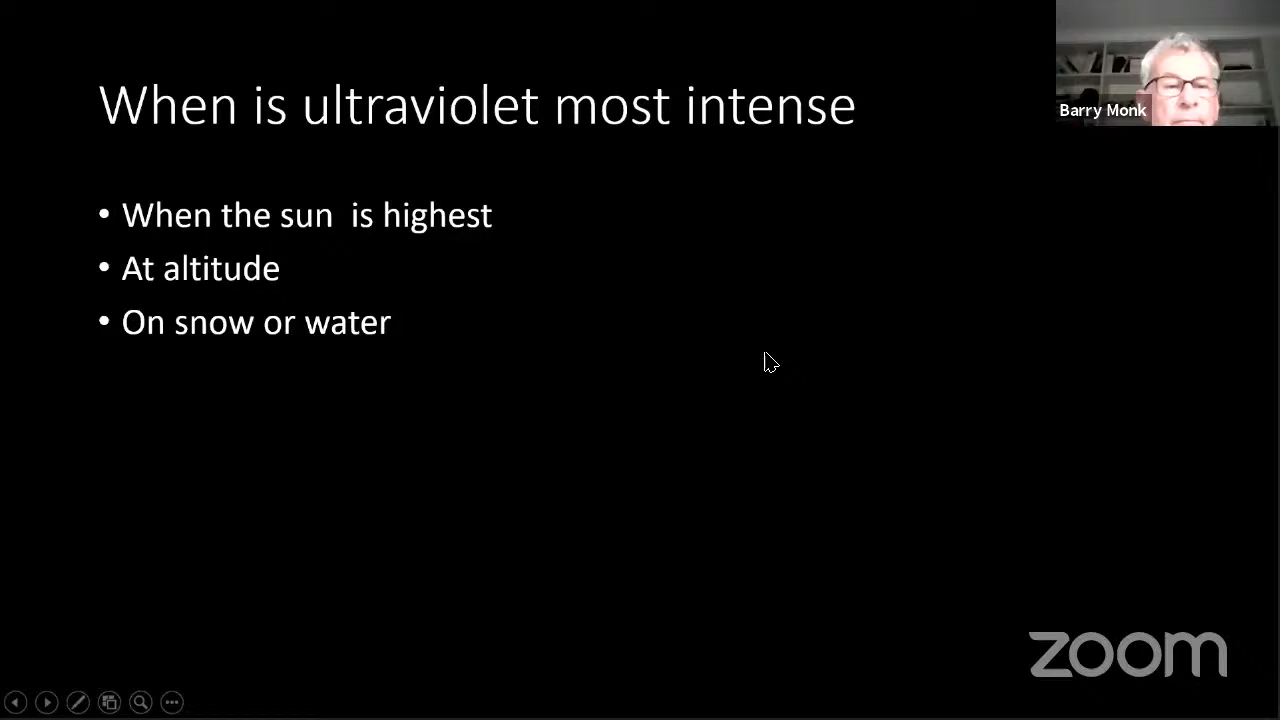 When is ultraviolet most intense
Barry Monk
• When the sun  is highest
• At altitude
• On snow or water
zoom